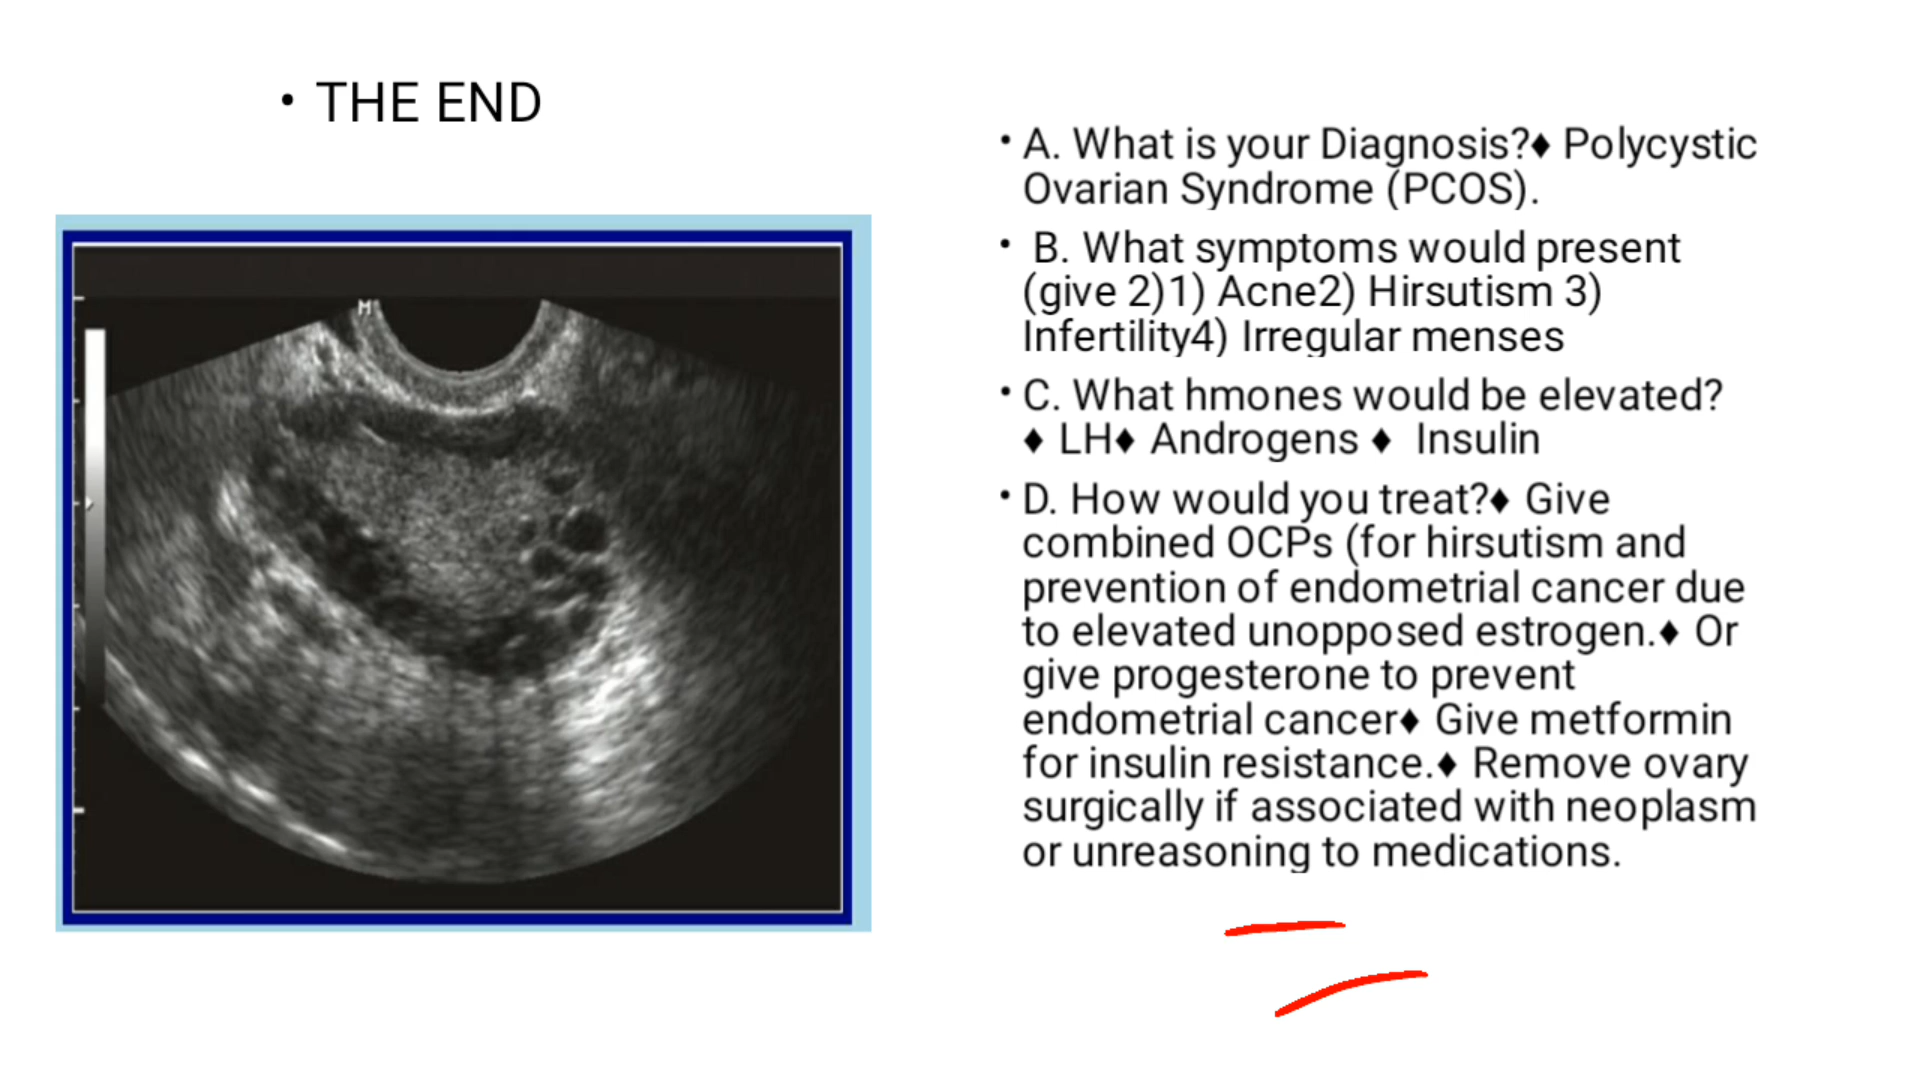 • THE END
• A. What is your Diagnosis?♦ Polycystic
Ovarian Syndrome (PCOS).
• B. What symptoms would present
(give 2)1) Acne2) Hirsutism 3)
Infertility4) Irregular menses
• C. What hmones would be elevated?
♦ LH♦ Androgens ♦ Insulin
• D. How would you treat?♦ Give
combined OCPs (for hirsutism and
prevention of endometrial cancer due
to elevated unopposed estrogen.♦ Or
give progesterone to prevent
endometrial cancer♦ Give metformin
for insulin resistance.♦ Remove ovary
surgically if associated with neoplasm
or unreasoning to medications.
M